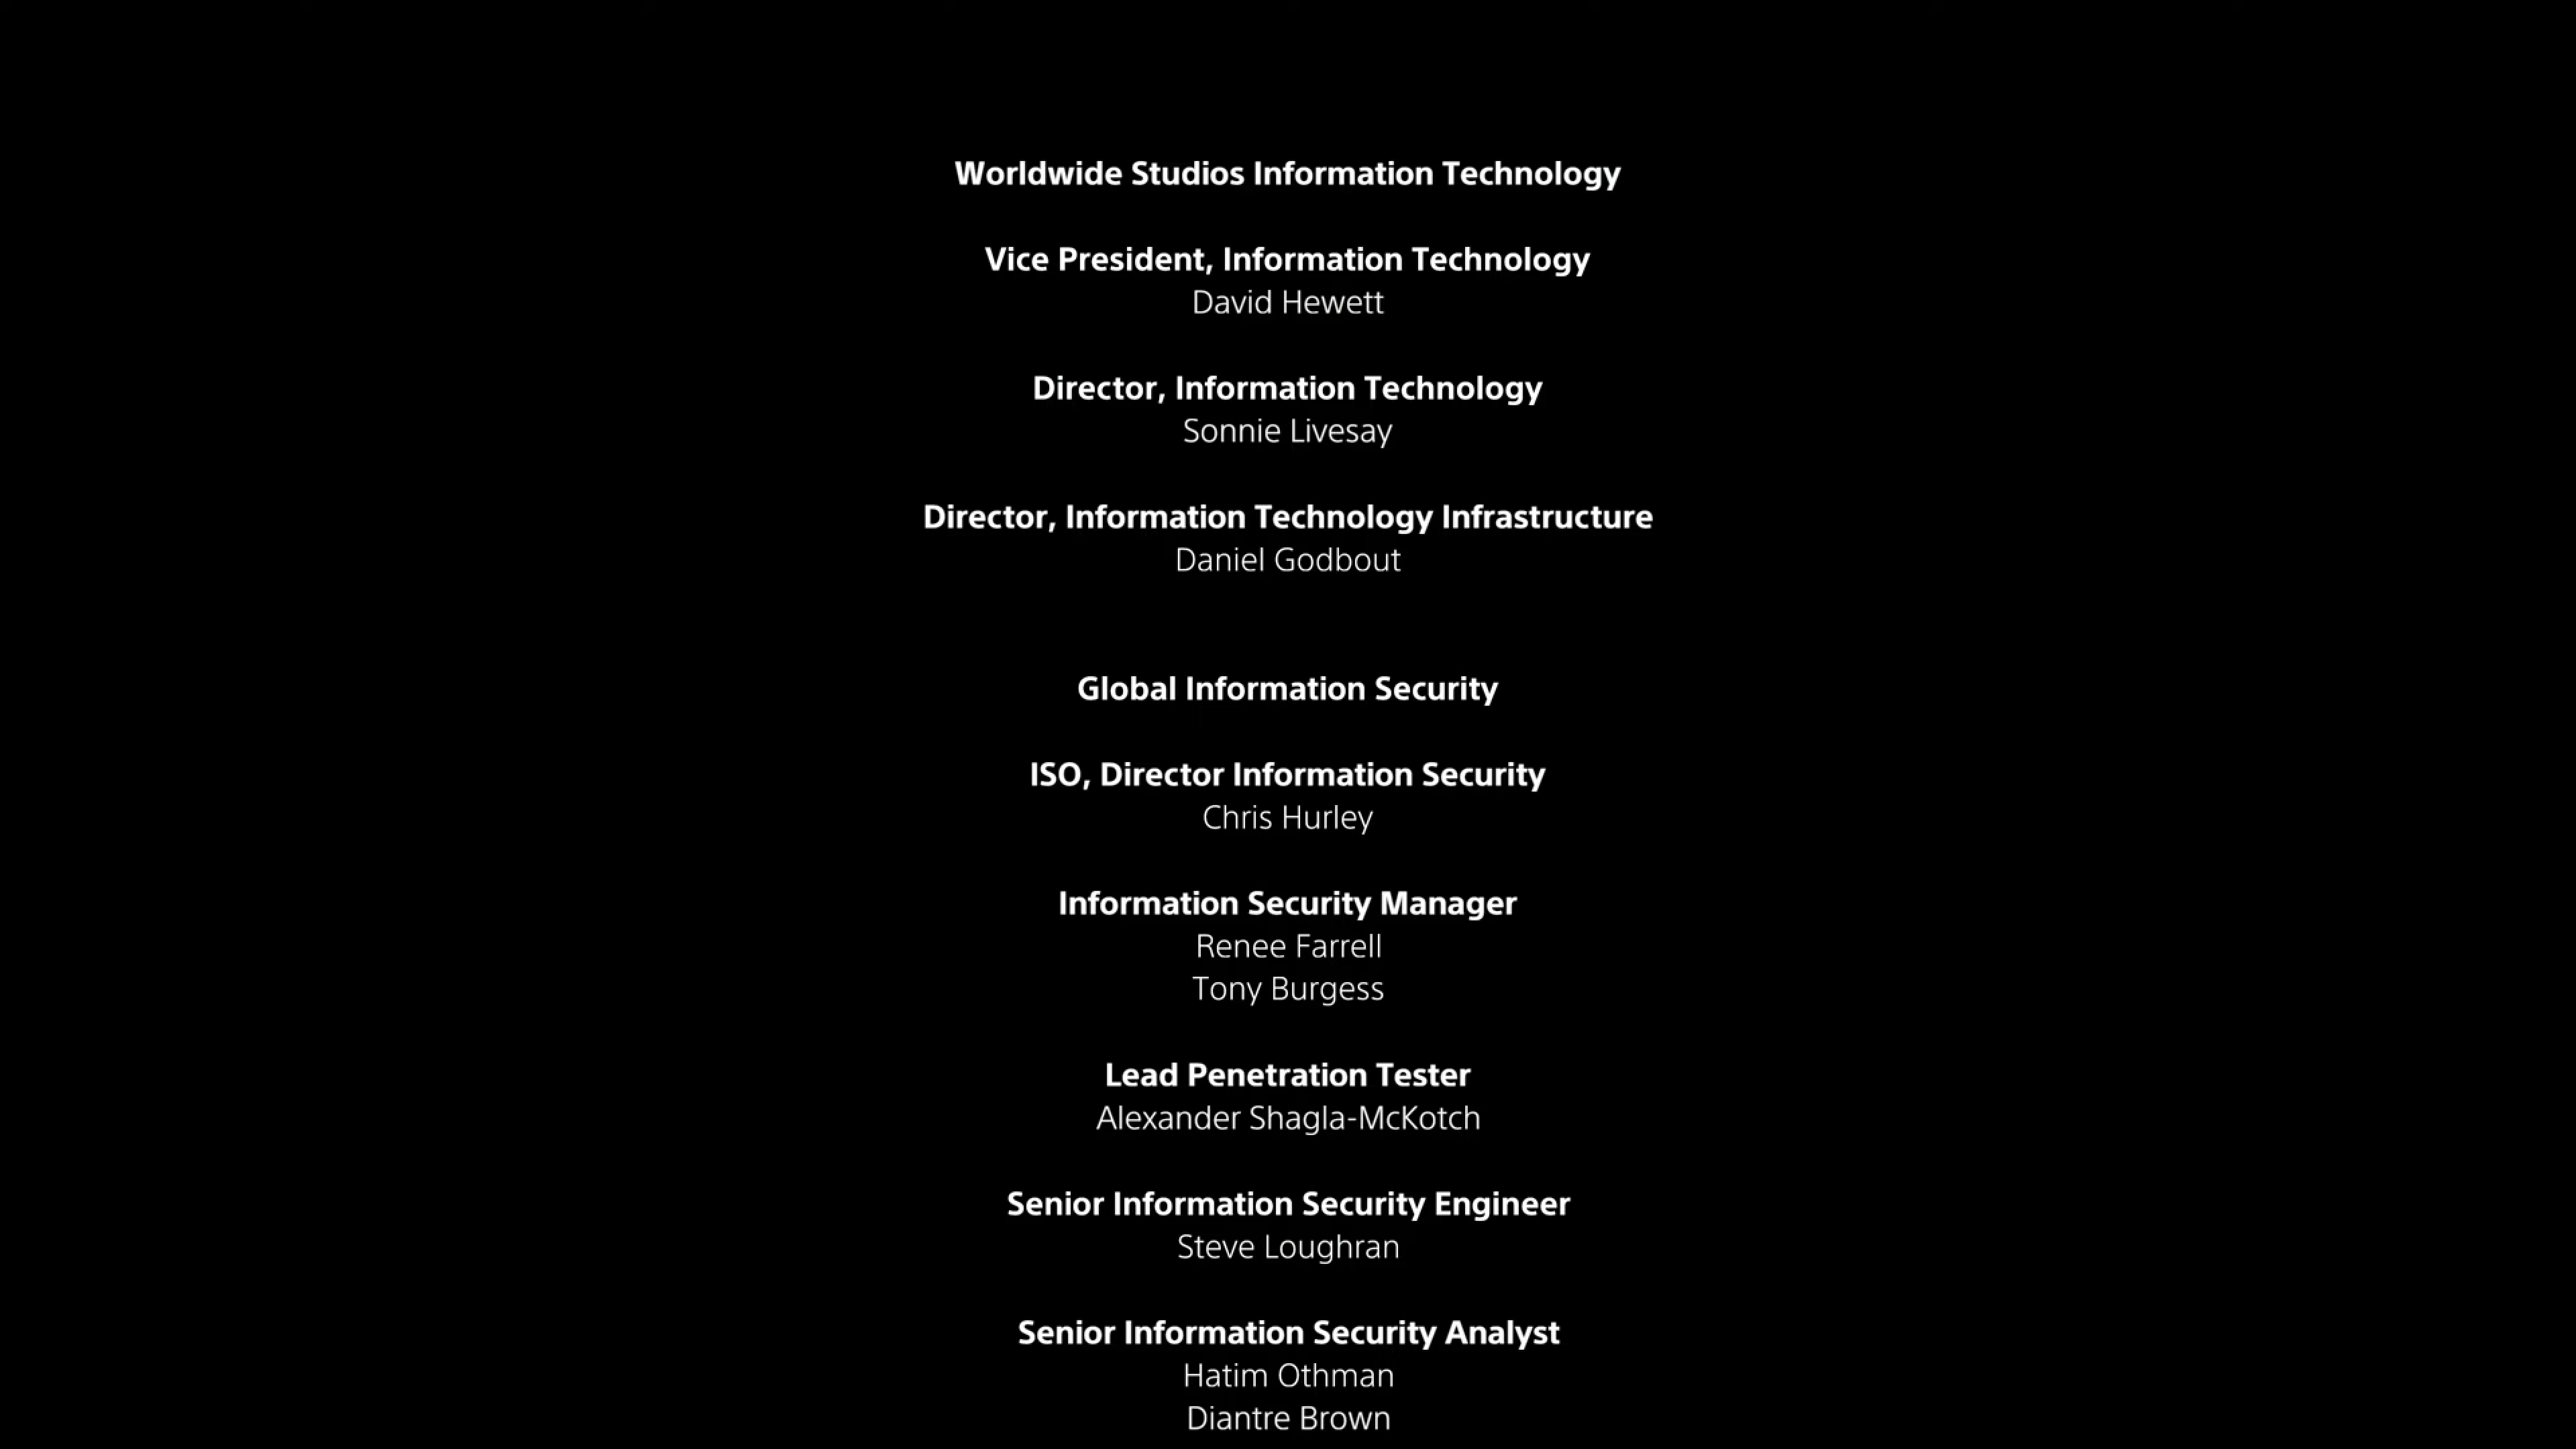 Worldwide Studios Information Technology
Vice President, Information Technology
David Hewett
Director, Information Technology
Sonnie Livesay
Director, Information Technology Infrastructure
Daniel Godbout
Global Information Security
ISO, Director Information Security
Chris Hurley
Information Security Manager
Renee Farrell
Tony Burgess
Lead Penetration Tester
Alexander Shagla-McKotch
Senior Information Security Engineer
Steve Loughran
Senior Information Security Analyst
Hatim Othman
Diantre Brown